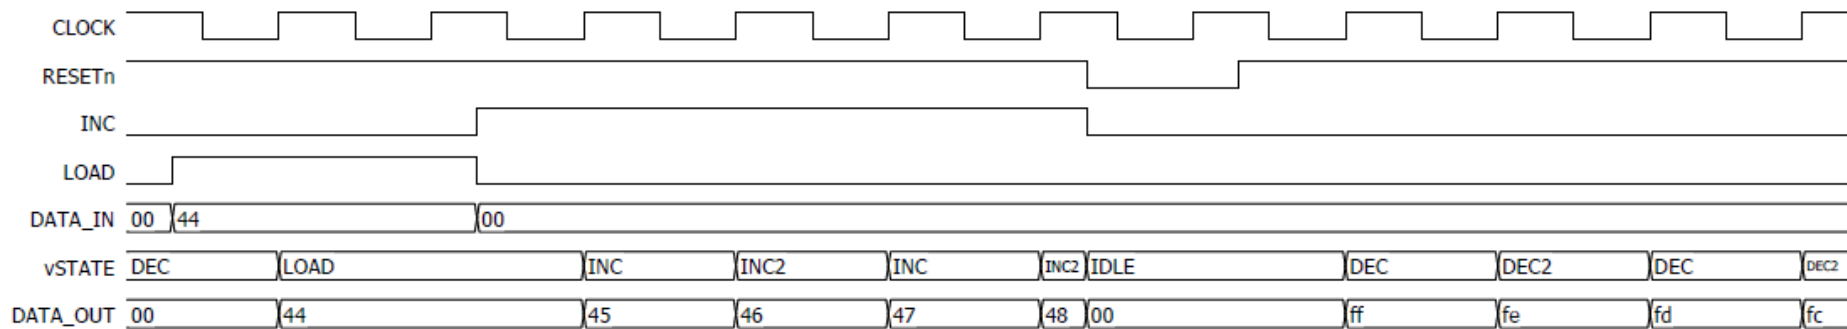 CLOCK
RESETn
INC
LOAD
DATA_IN 00 44 00
vSTATE DEC LOAD INC INC2 INC INC2 IDLE DEC DEC2 DEC DEC2
DATA_OUT 00 44 45 46 47 48 00 ff fe fd fc